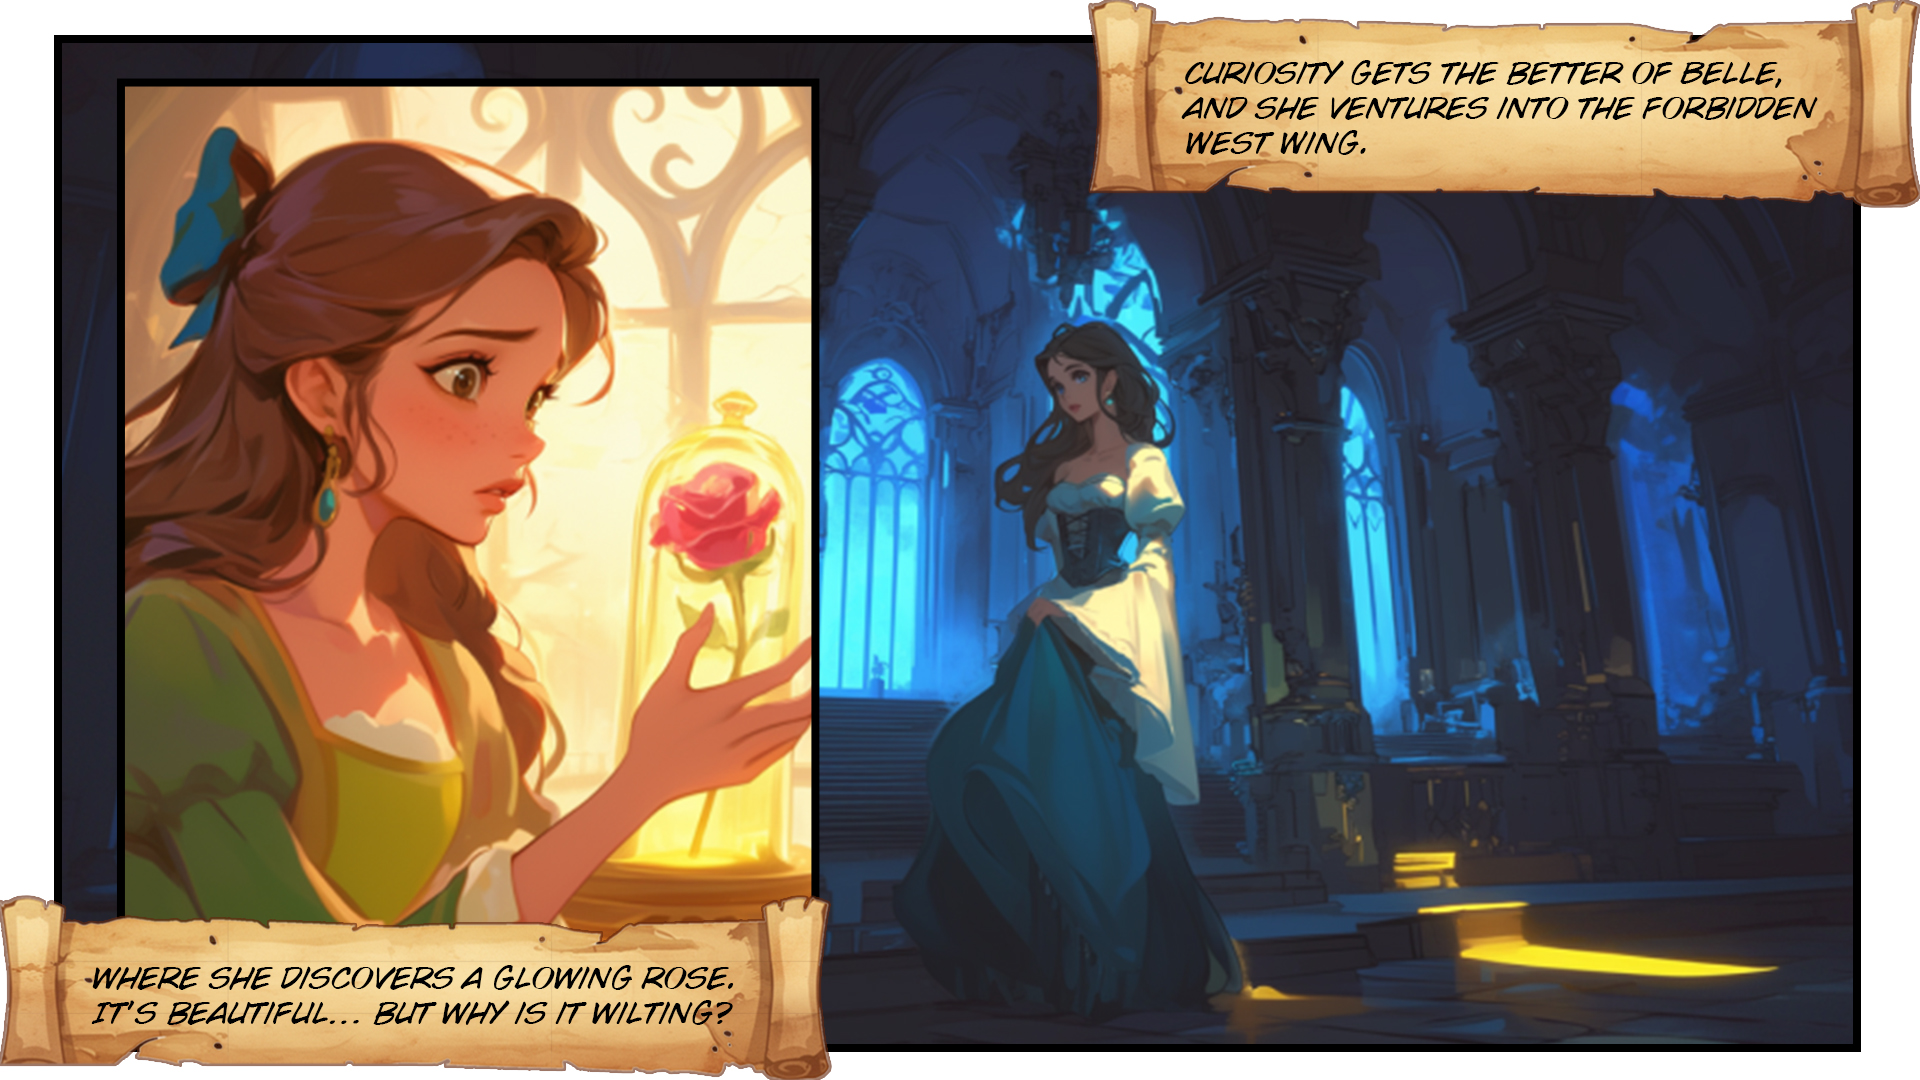 CURIOSITY GETS THE BETTER OF BELLE,
AND SHE VENTURES INTO THE FORBIDDEN
WEST WING.
WHERE SHE DISCOVERS A GLOWING ROSE.
IT'S BEAUTIFUL... BUT WHY IS IT WILTING?